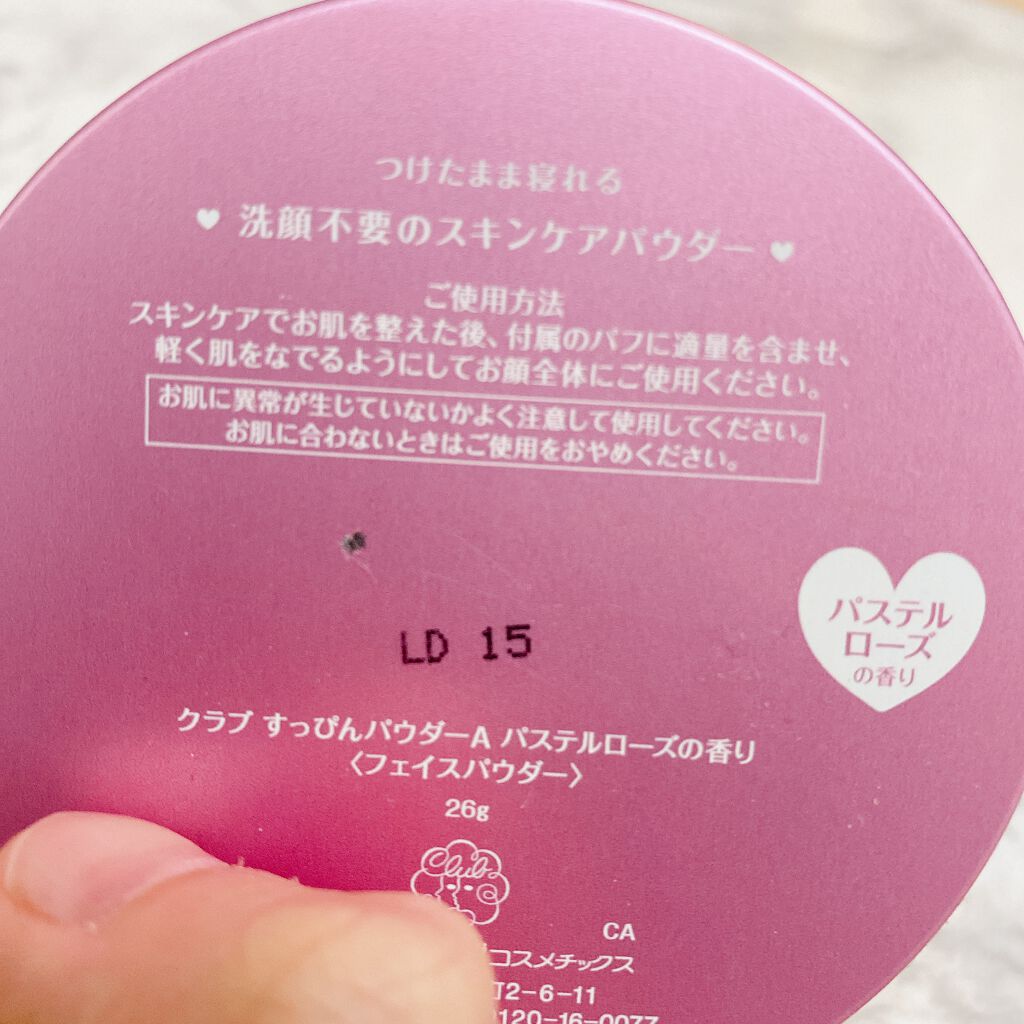 つけたまま寝れる
♥ 洗顔不要のスキンケアパウダー ♥
ご使用方法
スキンケアでお肌を整えた後、付属のパフに適量を含ませ、
軽く肌をなでるようにしてお顔全体にご使用ください。
お肌に異常が生じていないかよく注意して使用してください。
お肌に合わないときはご使用をおやめください。
パステル
ローズ
の香り
LD 15
クラブ すっぴんパウダーA パステルローズの香り
〈フェイスパウダー〉
26g
Club
CA
コスメチックス
2-6-11
120-16-0077